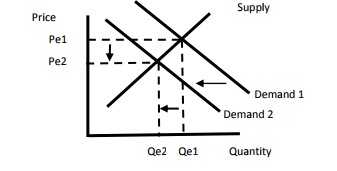 Supply
Price
Pe1
Pe2
Demand 1
Demand 2
Qe2 Qe1 Quantity